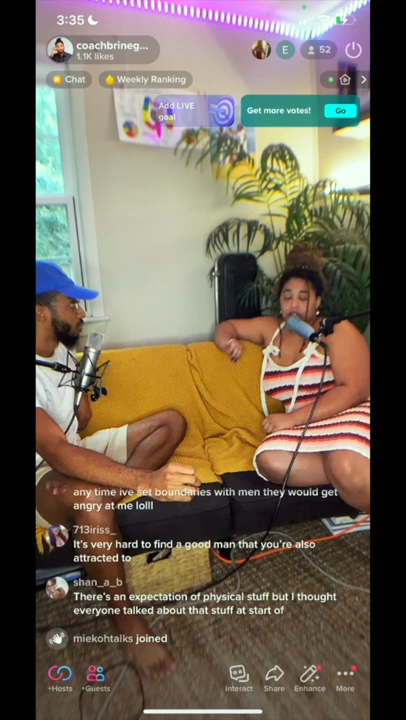 3:35
coachbrineg...
1.1K likes
E
52
Chat
Weekly Ranking
Add LIVE
goal
Get more votes!
Go
any time ive set boundaries with men they would get
angry at me lolll
713iriss_
It's very hard to find a good man that you're also
attracted to
shan_a_b
There's an expectation of physical stuff but I thought
everyone talked about that stuff at start of
miekohtalks joined
+Hosts
+Guests
Interact
Share
Enhance
More